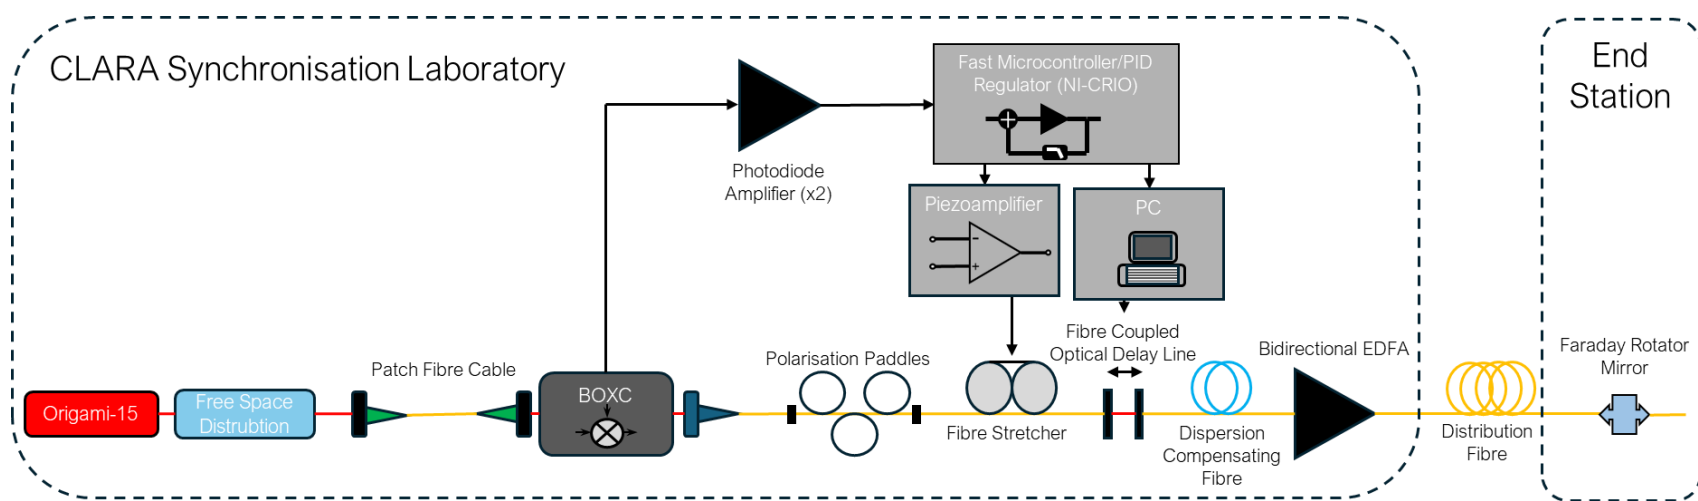 CLARA Synchronisation Laboratory
End
Station
Fast Microcontroller/PID
Regulator (NI-CRIO)
Photodiode
Amplifier (x2)
Piezoamplifier
PC
Fibre Coupled
Optical Delay Line
Patch Fibre Cable
Polarisation Paddles
Bidirectional EDFA
Faraday Rotator
Mirror
Origami-15
Free Space
Distrubtion
BOXC
Fibre Stretcher
Dispersion
Compensating
Fibre
Distribution
Fibre